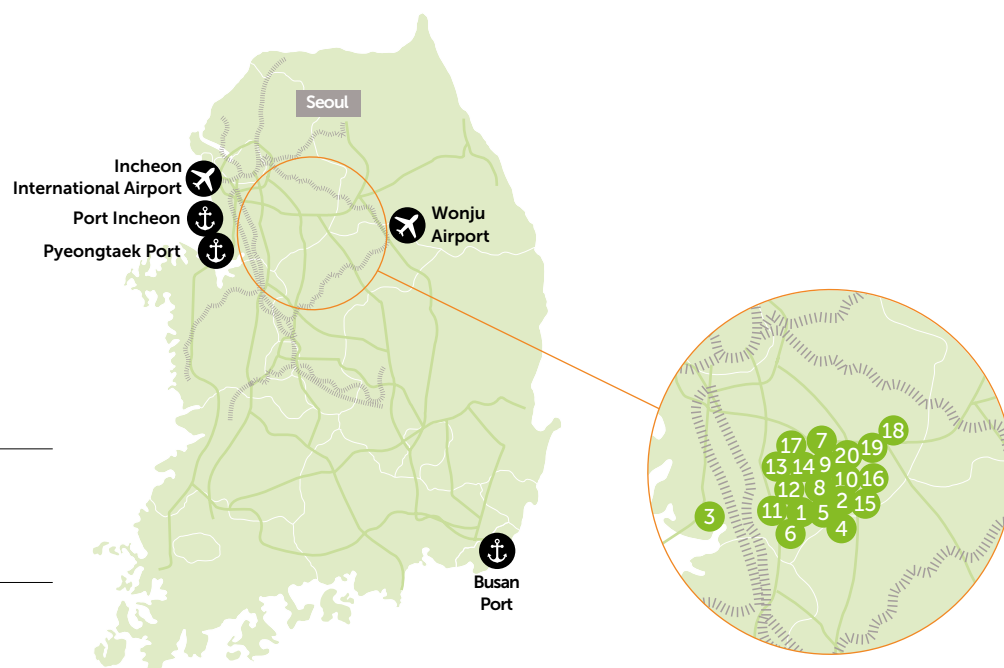 Seoul
Incheon
International Airport
Port Incheon
Pyeongtaek Port
Wonju
Airport
Busan
Port
18
17
7
19
20
13
14
9
10
16
12
8
2
15
11
1
5
3
6
4